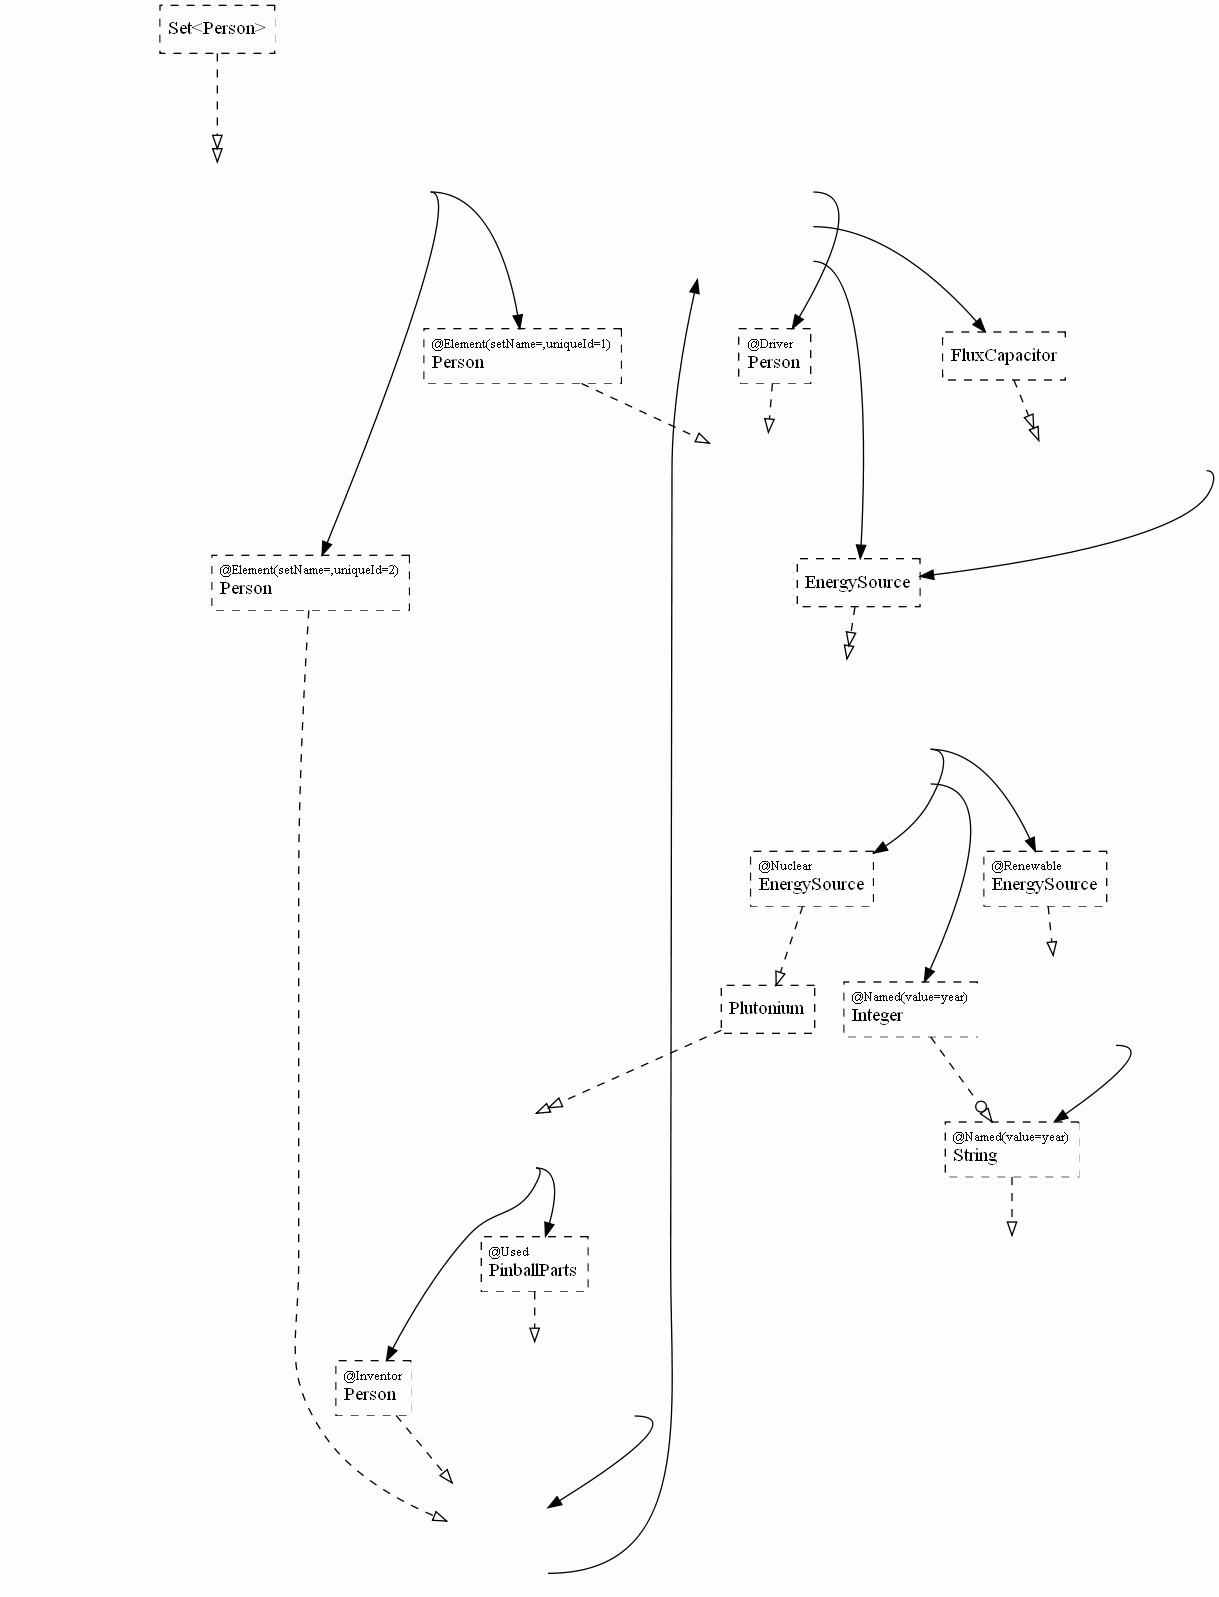 Set<Person>
@Element(setName=,uniqueId=1)
Person
@Driver
Person
FluxCapacitor
@Element(setName=,uniqueId=2)
Person
EnergySource
@Nuclear
EnergySource
@Renewable
EnergySource
Plutonium
@Named(value=year)
Integer
@Named(value=year)
String
@Used
PinballParts
@Inventor
Person